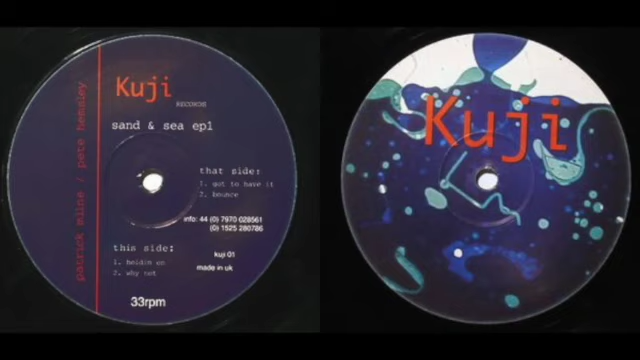 patrick milne / pete hemsley
Kuji
RECORDS
sand & sea ep1
that side:
1. got to have it
2. bounce
info: 44 (0) 7970 028561
(0) 1525 280786
this side:
1. holdin on
2. why not
kuji 01
made in uk
33rpm
Kuji